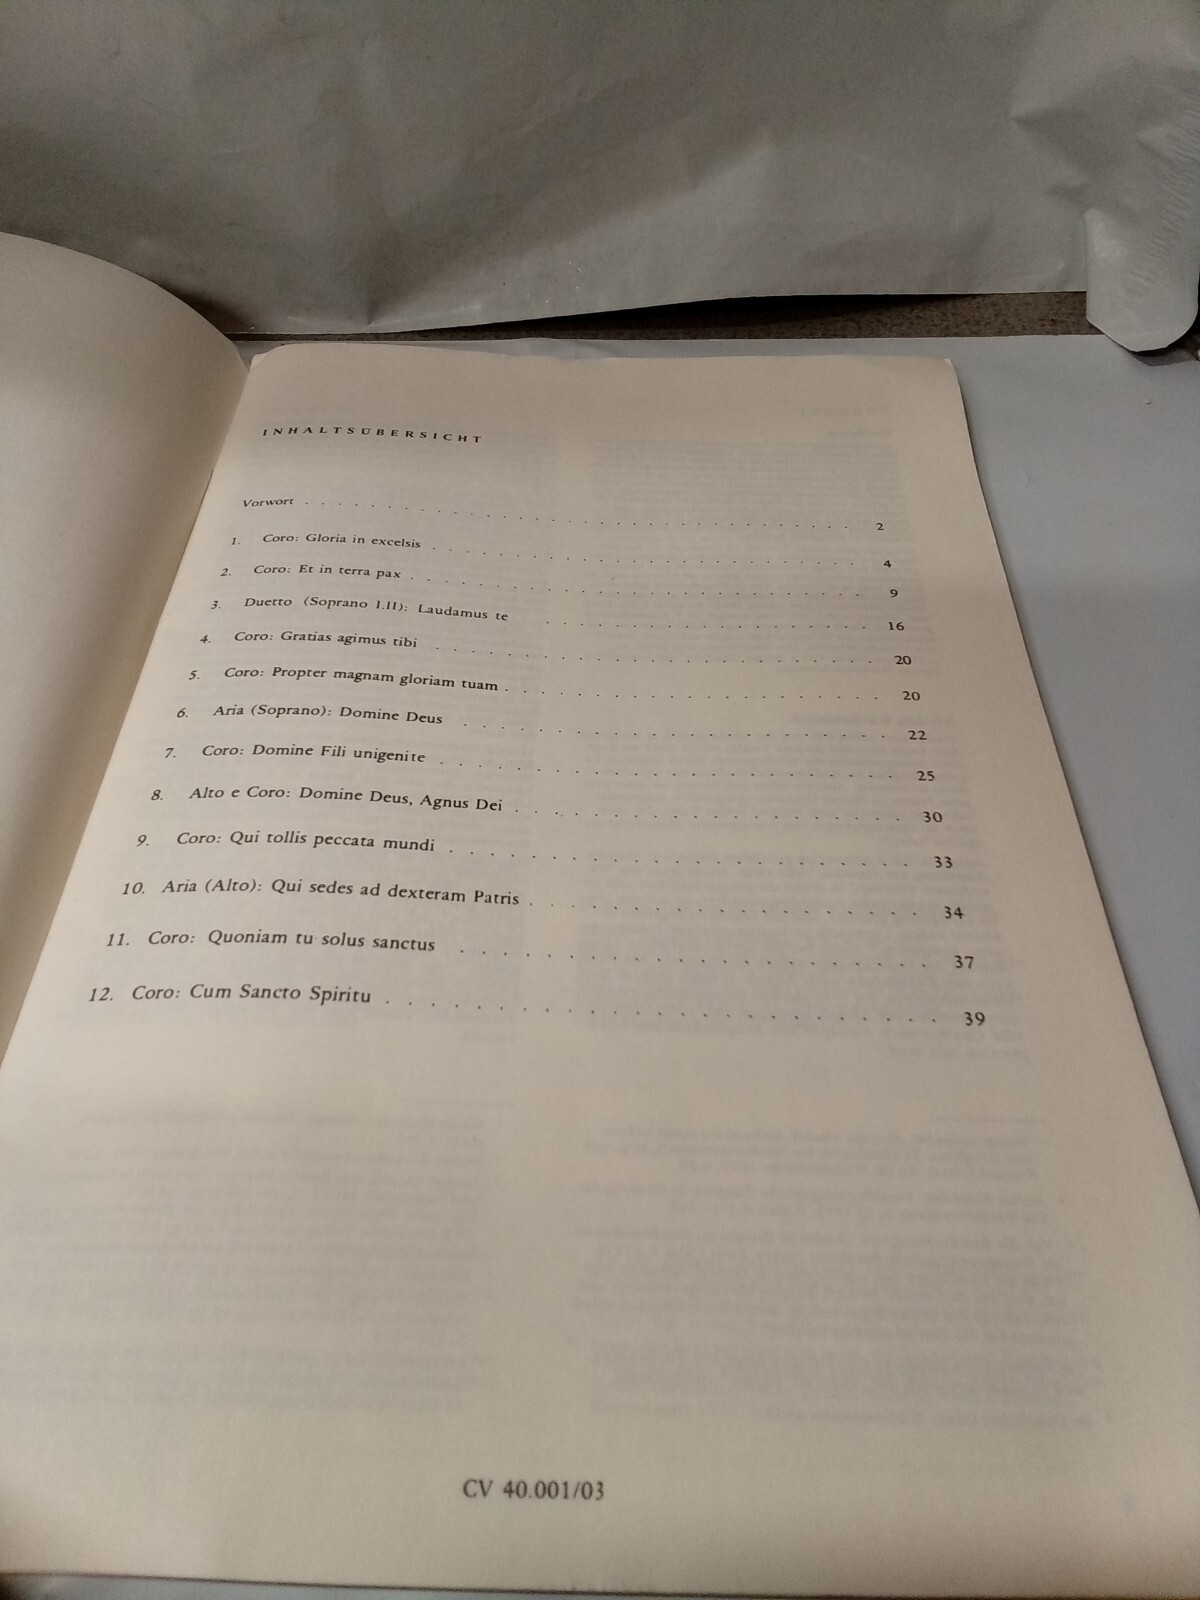 INHALTSÜBERSICHT
Vorwort . . . . . . . . . . . . . . . . . . . . . . . . . . . 2
1. Coro: Gloria in excelsis . . . . . . . . . . . . . . . . . . . . 4
2. Coro: Et in terra pax . . . . . . . . . . . . . . . . . . . . . 9
3. Duetto (Soprano I.II): Laudamus te . . . . . . . . . . . . . . . 16
4. Coro: Gratias agimus tibi . . . . . . . . . . . . . . . . . . . 20
5. Coro: Propter magnam gloriam tuam . . . . . . . . . . . . . . . . 20
6. Aria (Soprano): Domine Deus . . . . . . . . . . . . . . . . . . 22
7. Coro: Domine Fili unigenite . . . . . . . . . . . . . . . . . . . 25
8. Alto e Coro: Domine Deus, Agnus Dei . . . . . . . . . . . . . . . . 30
9. Coro: Qui tollis peccata mundi . . . . . . . . . . . . . . . . . . 33
10. Aria (Alto): Qui sedes ad dexteram Patris . . . . . . . . . . . . . . 34
11. Coro: Quoniam tu solus sanctus . . . . . . . . . . . . . . . . . . 37
12. Coro: Cum Sancto Spiritu . . . . . . . . . . . . . . . . . . . . 39
CV 40.001/03